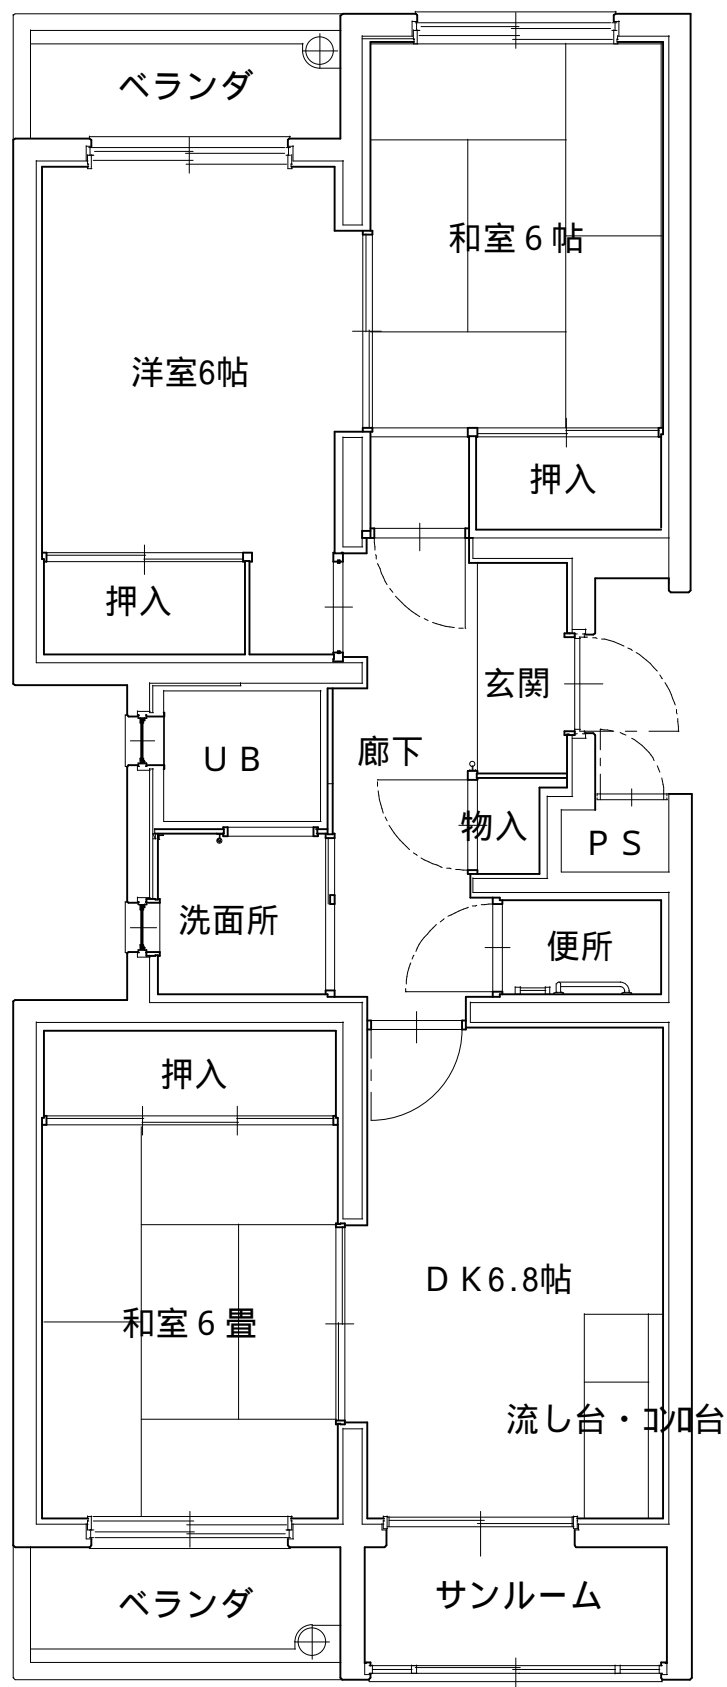 ベランダ
和室６帖
洋室6帖
押入
押入
玄関
廊下
ＵＢ
物入
ＰＳ
洗面所
便所
押入
ＤＫ6.8帖
和室６畳
流し台・コンロ台
サンルーム
ベランダ